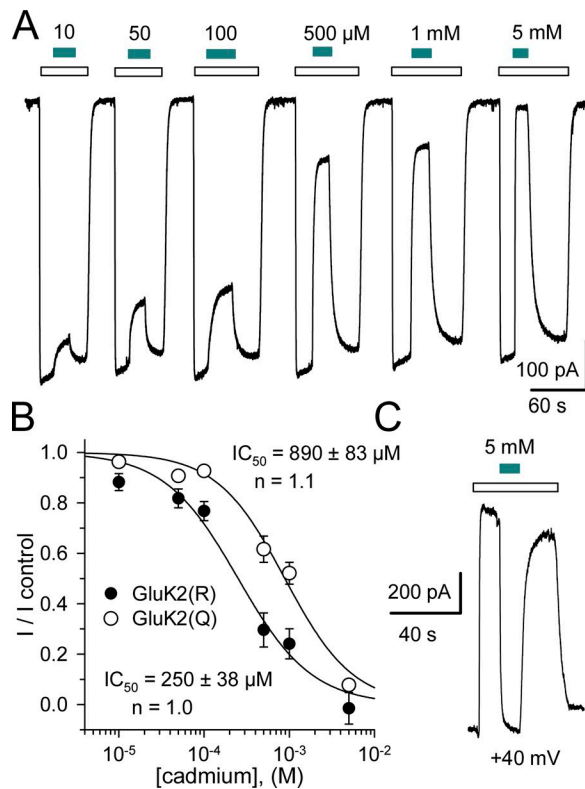 A
10 50 100 500 μM 1 mM 5 mM
100 pA
60 s
B
C
IC50 = 890 ± 83 μM
n = 1.1
GluK2(R)
GluK2(Q)
IC50 = 250 ± 38 μM
n = 1.0
I / I control
1.0
0.8
0.6
0.4
0.2
0.0
10-5 10-4 10-3 10-2
[cadmium], (M)
5 mM
200 pA
40 s
+40 mV